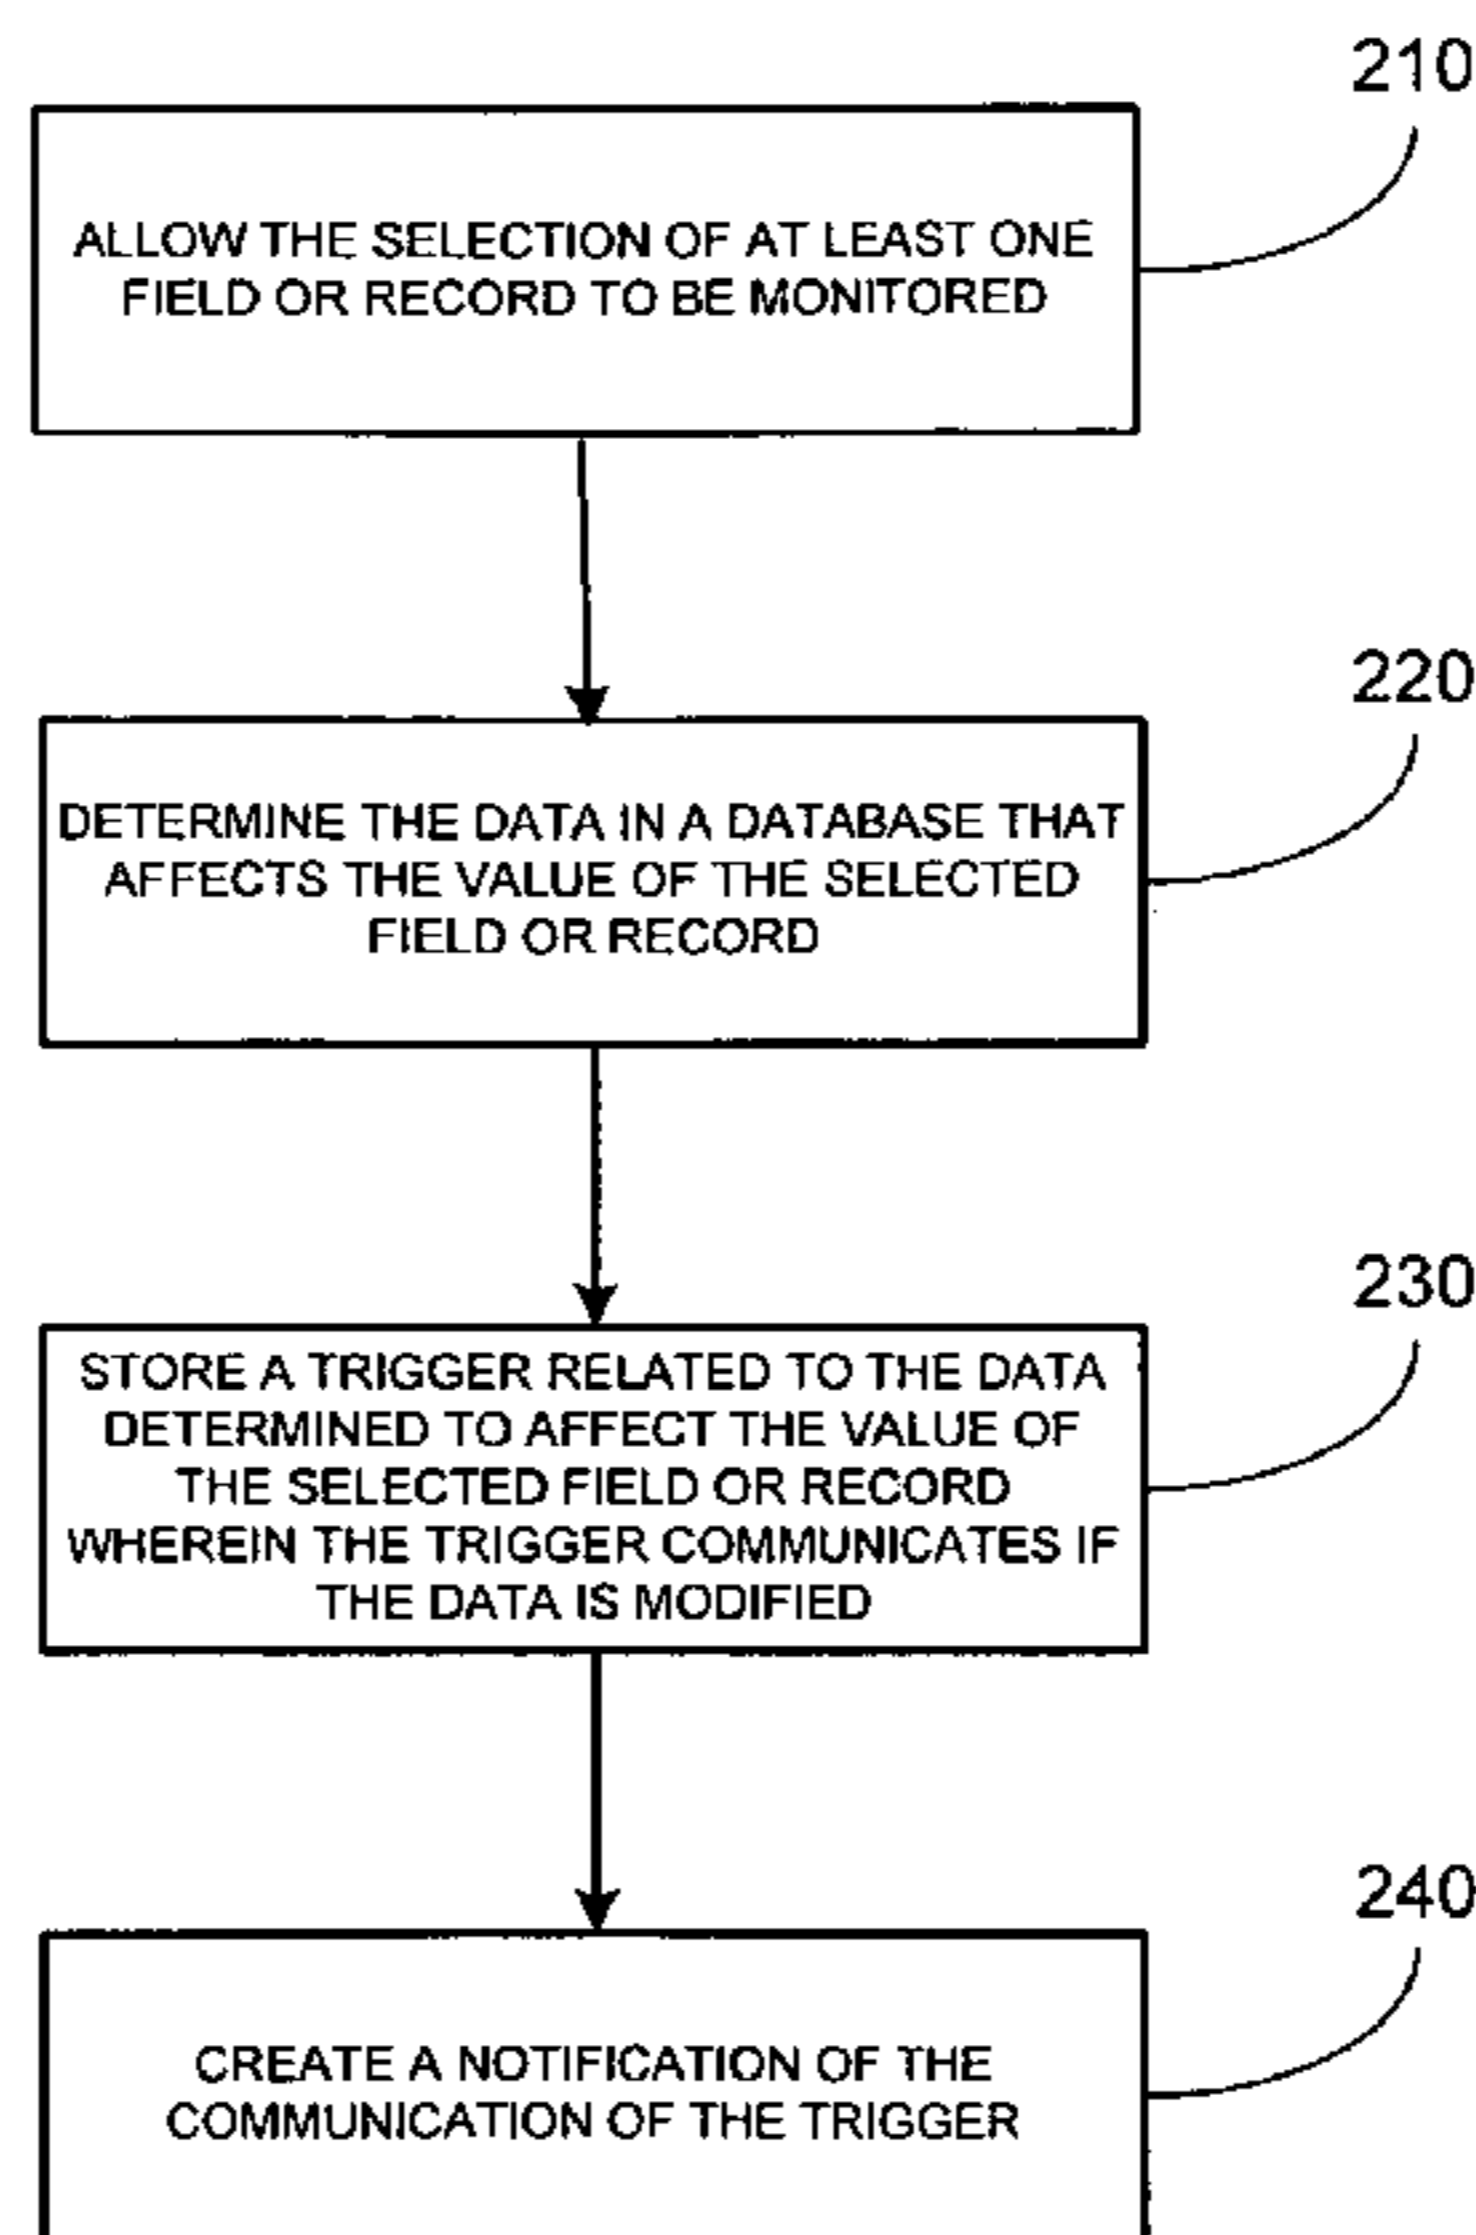 210
ALLOW THE SELECTION OF AT LEAST ONE
FIELD OR RECORD TO BE MONITORED
220
DETERMINE THE DATA IN A DATABASE THAT
AFFECTS THE VALUE OF THE SELECTED
FIELD OR RECORD
230
STORE A TRIGGER RELATED TO THE DATA
DETERMINED TO AFFECT THE VALUE OF
THE SELECTED FIELD OR RECORD
WHEREIN THE TRIGGER COMMUNICATES IF
THE DATA IS MODIFIED
240
CREATE A NOTIFICATION OF THE
COMMUNICATION OF THE TRIGGER